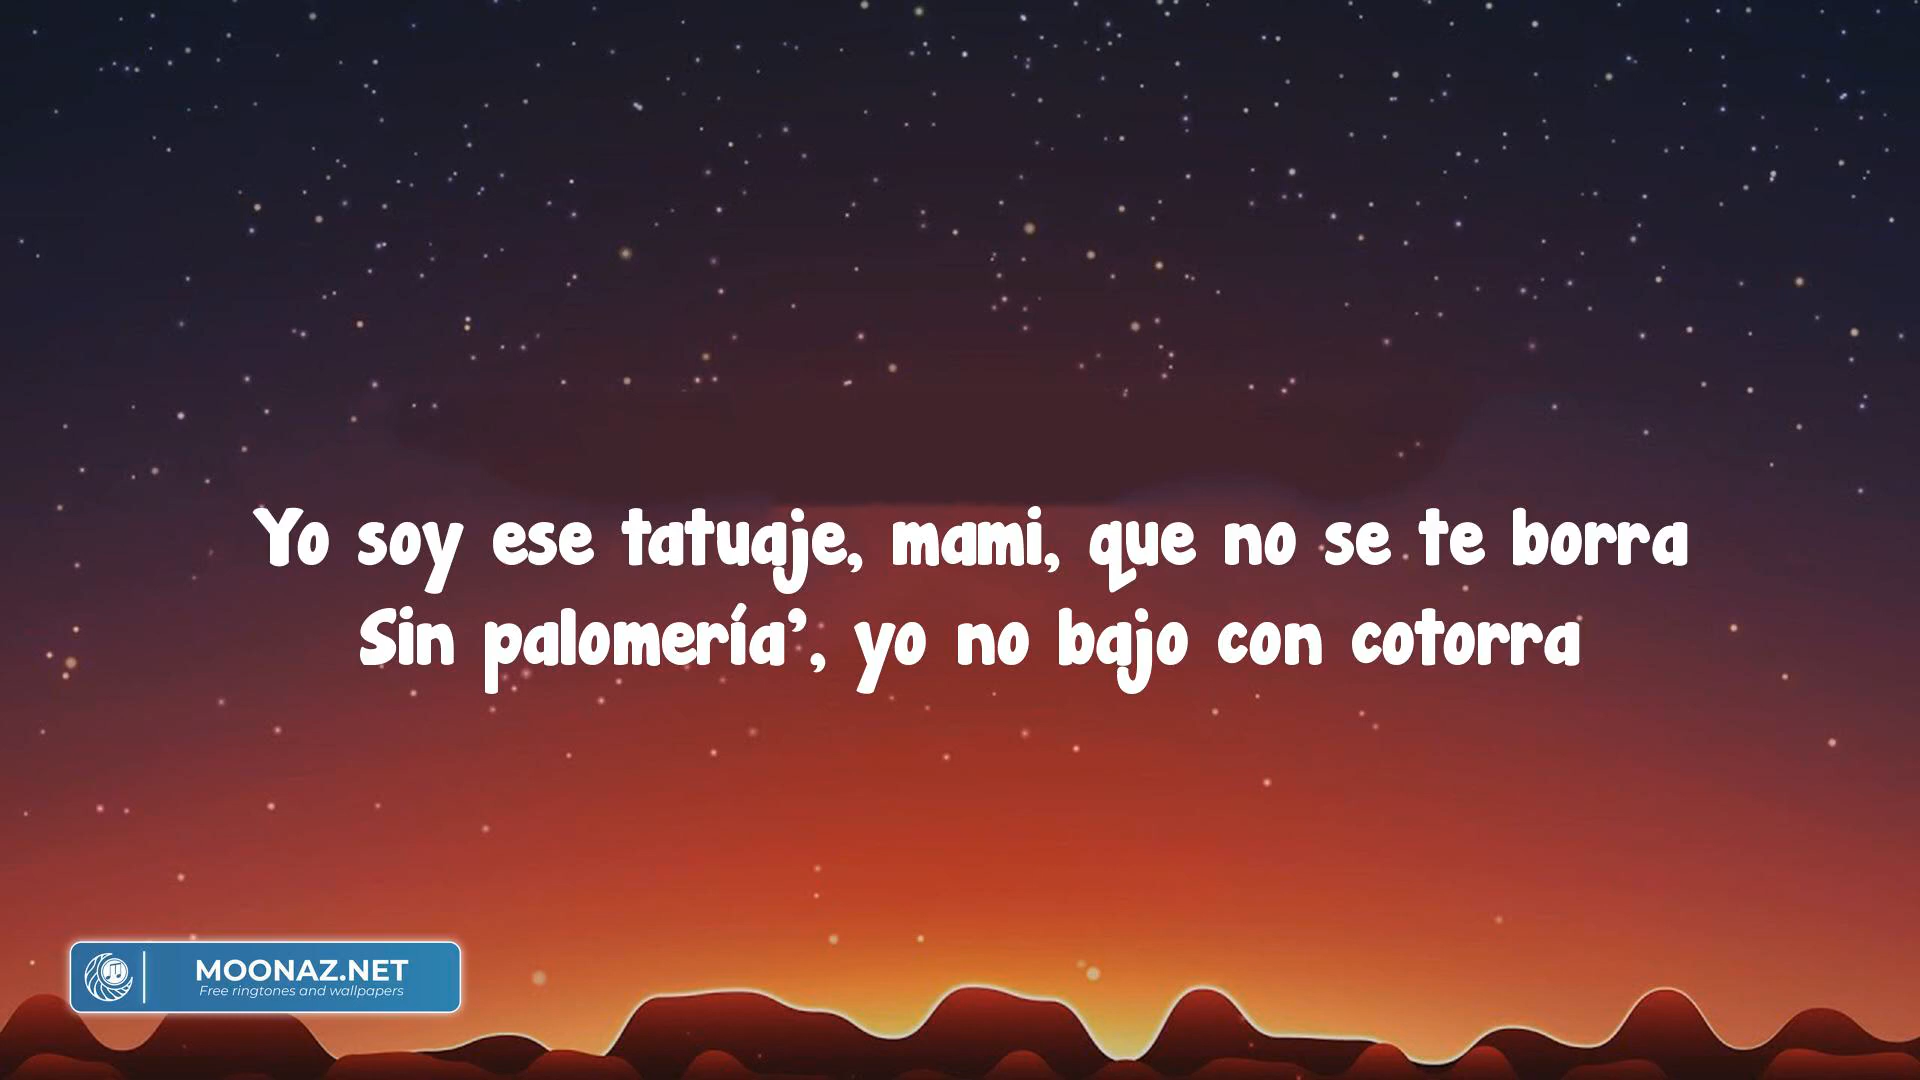 Yo soy ese tatuaje, mami, que no se te borra
Sin palomería’, yo no bajo con cotorra
MOONAZ.NET
Free ringtones and wallpapers